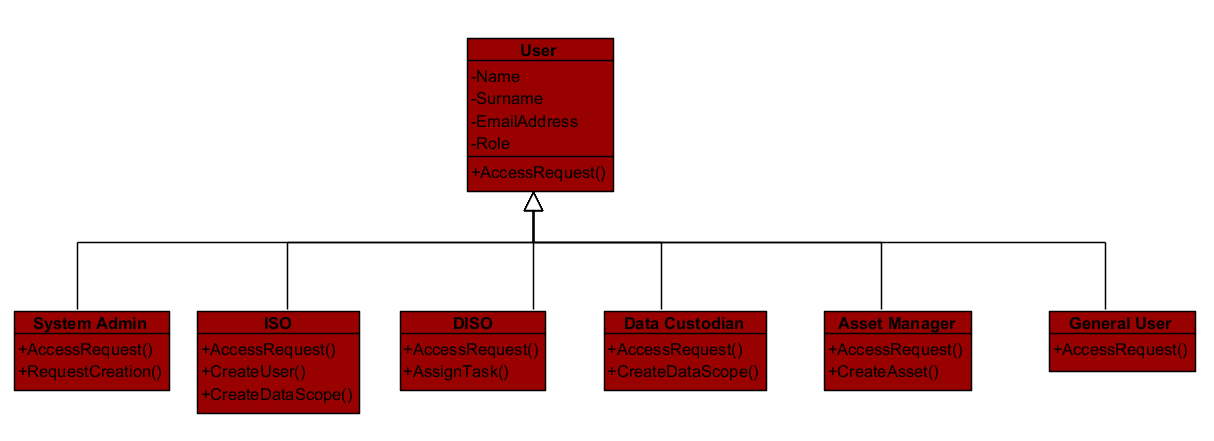 User
-Name
-Surname
-EmailAddress
-Role
+AccessRequest()
System Admin
+AccessRequest()
+RequestCreation()
ISO
+AccessRequest()
+CreateUser()
+CreateDataScope()
DISO
+AccessRequest()
+AssignTask()
Data Custodian
+AccessRequest()
+CreateDataScope()
Asset Manager
+AccessRequest()
+CreateAsset()
General User
+AccessRequest()